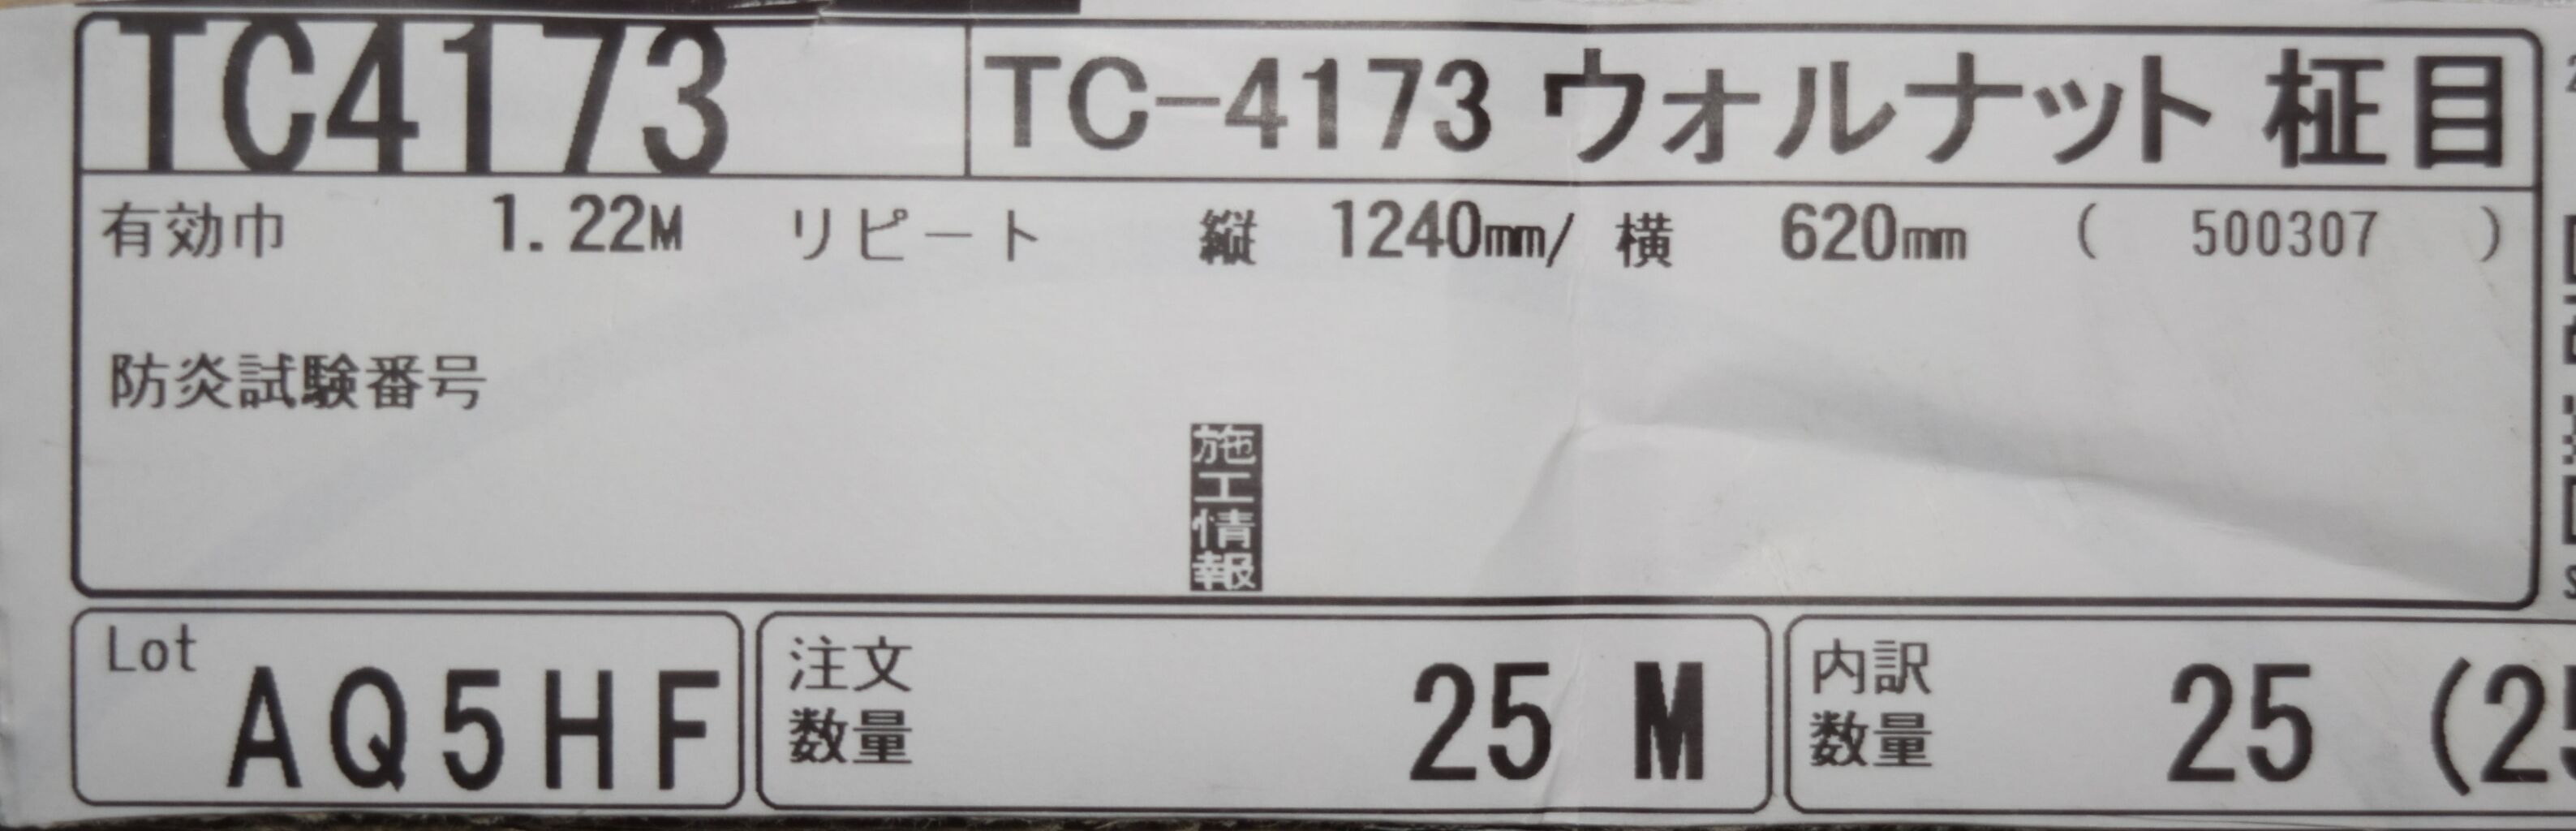 TC4173
TC-4173 ウォルナット 柾目
有効巾 1.22M リピート 縦 1240mm/ 横 620mm ( 500307 )
防炎試験番号
施工情報
Lot AQ5HF
注文数量 25 M
内訳数量 25 (2